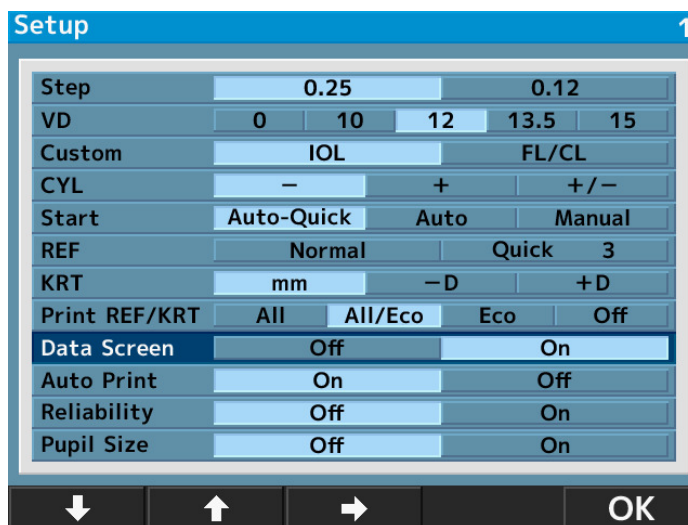 Setup 1
Step 0.25 0.12
VD 0 10 12 13.5 15
Custom IOL FL/CL
CYL − + +/−
Start Auto-Quick Auto Manual
REF Normal Quick 3
KRT mm −D +D
Print REF/KRT All All/Eco Eco Off
Data Screen Off On
Auto Print On Off
Reliability Off On
Pupil Size Off On
OK